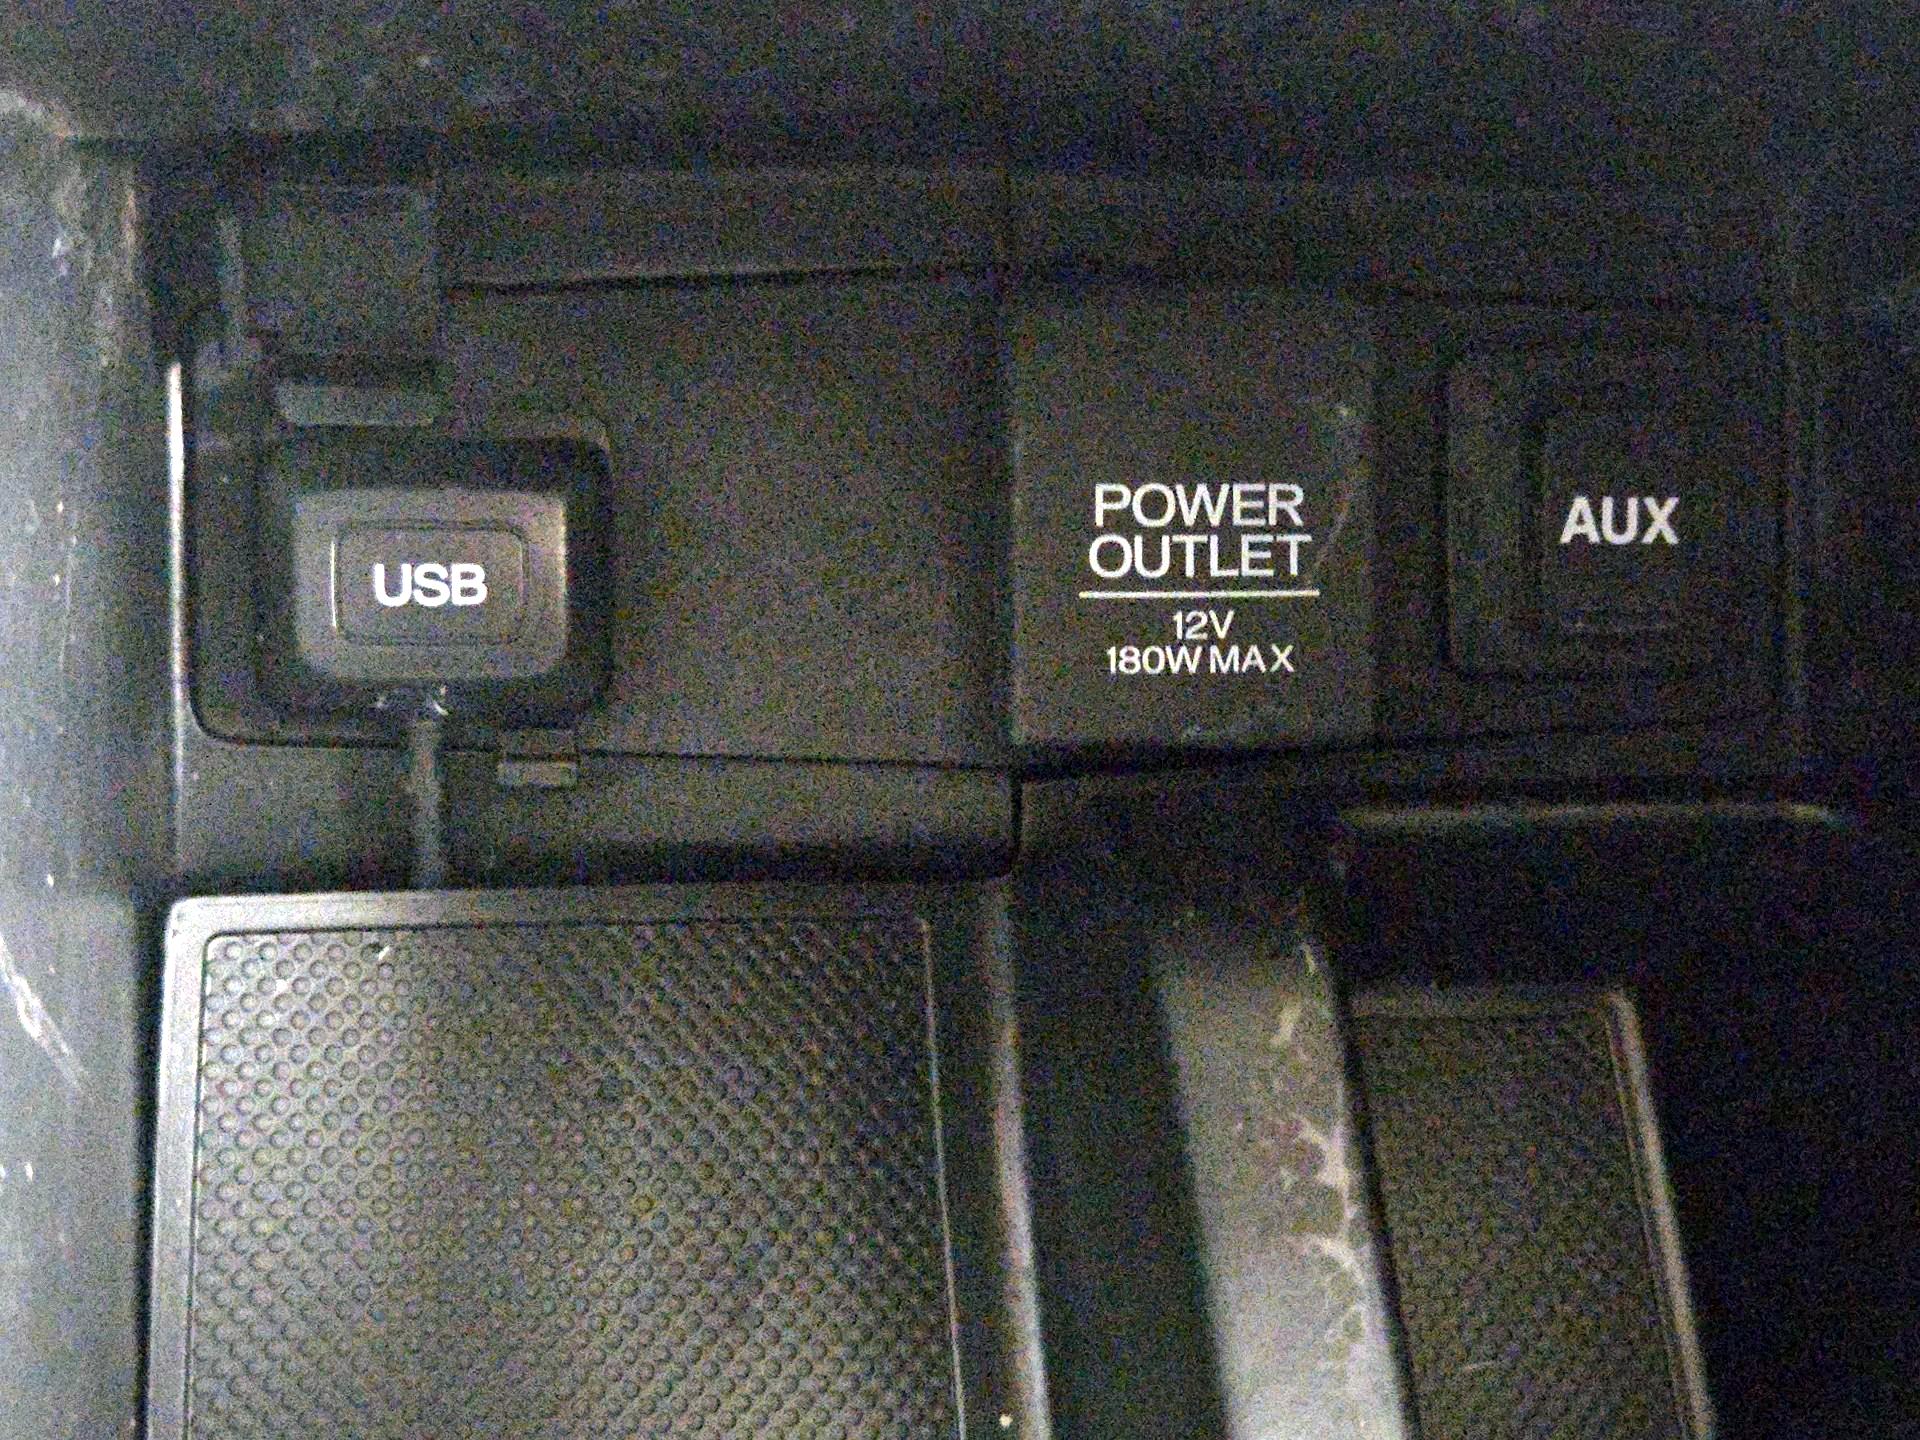 USB
POWER
OUTLET
12V
180W MAX
AUX